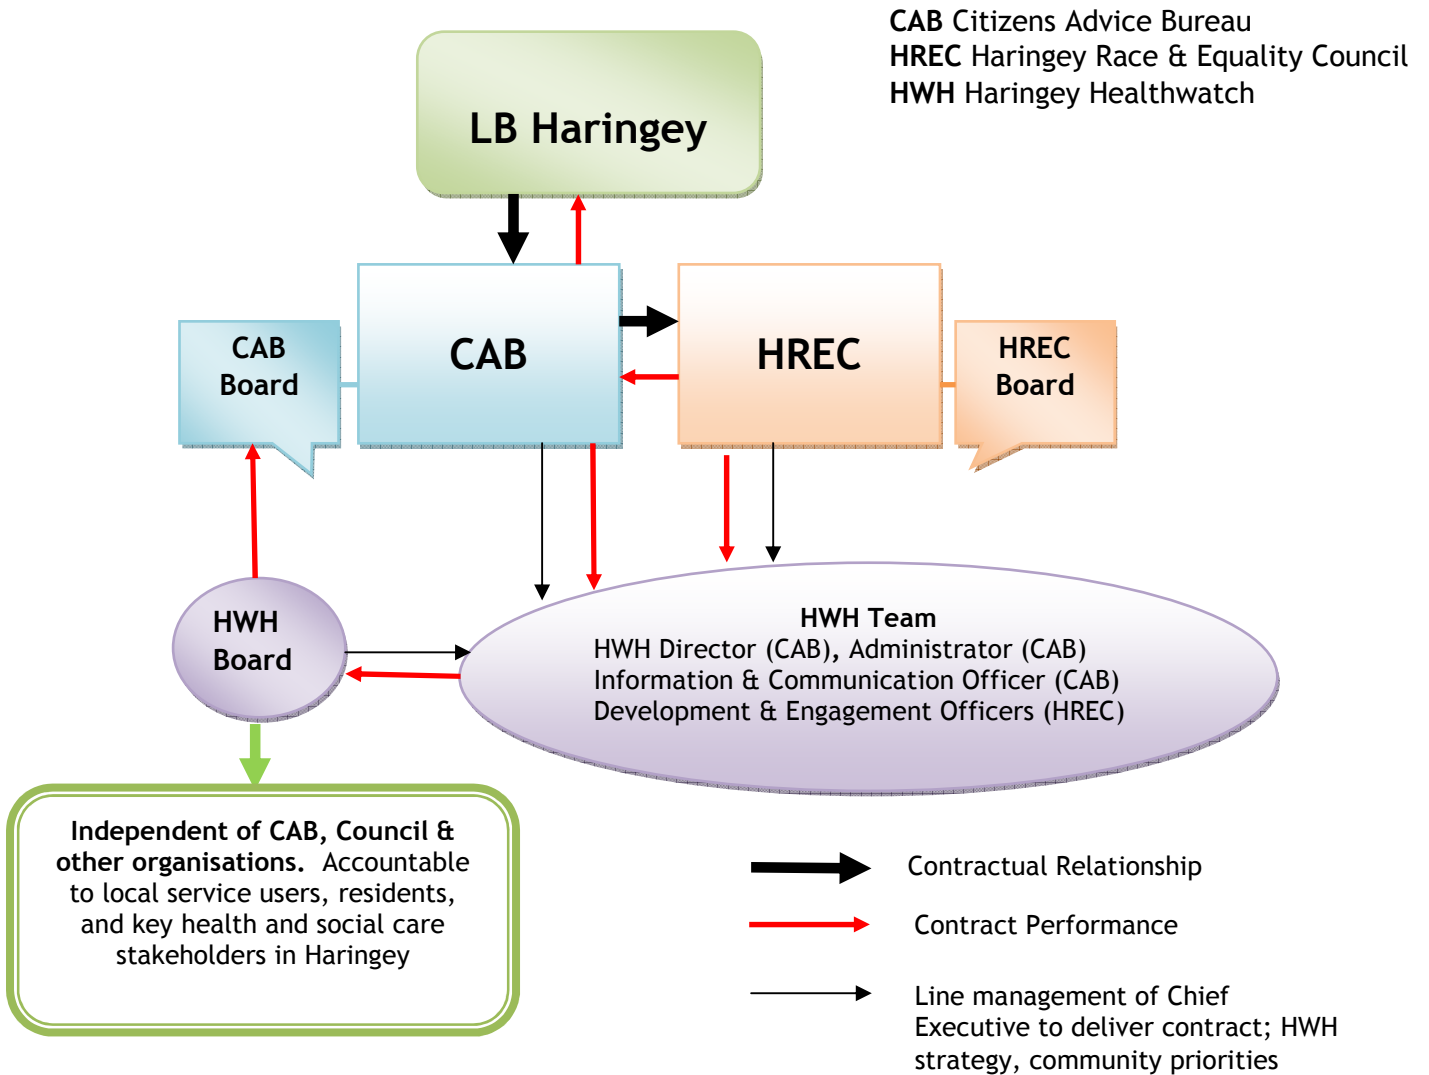 CAB Citizens Advice Bureau
HREC Haringey Race & Equality Council
HWH Haringey Healthwatch
LB Haringey
CAB
Board
CAB
HREC
HREC
Board
HWH
Board
HWH Team
HWH Director (CAB), Administrator (CAB)
Information & Communication Officer (CAB)
Development & Engagement Officers (HREC)
Independent of CAB, Council &
other organisations. Accountable
to local service users, residents,
and key health and social care
stakeholders in Haringey
Contractual Relationship
Contract Performance
Line management of Chief
Executive to deliver contract; HWH
strategy, community priorities